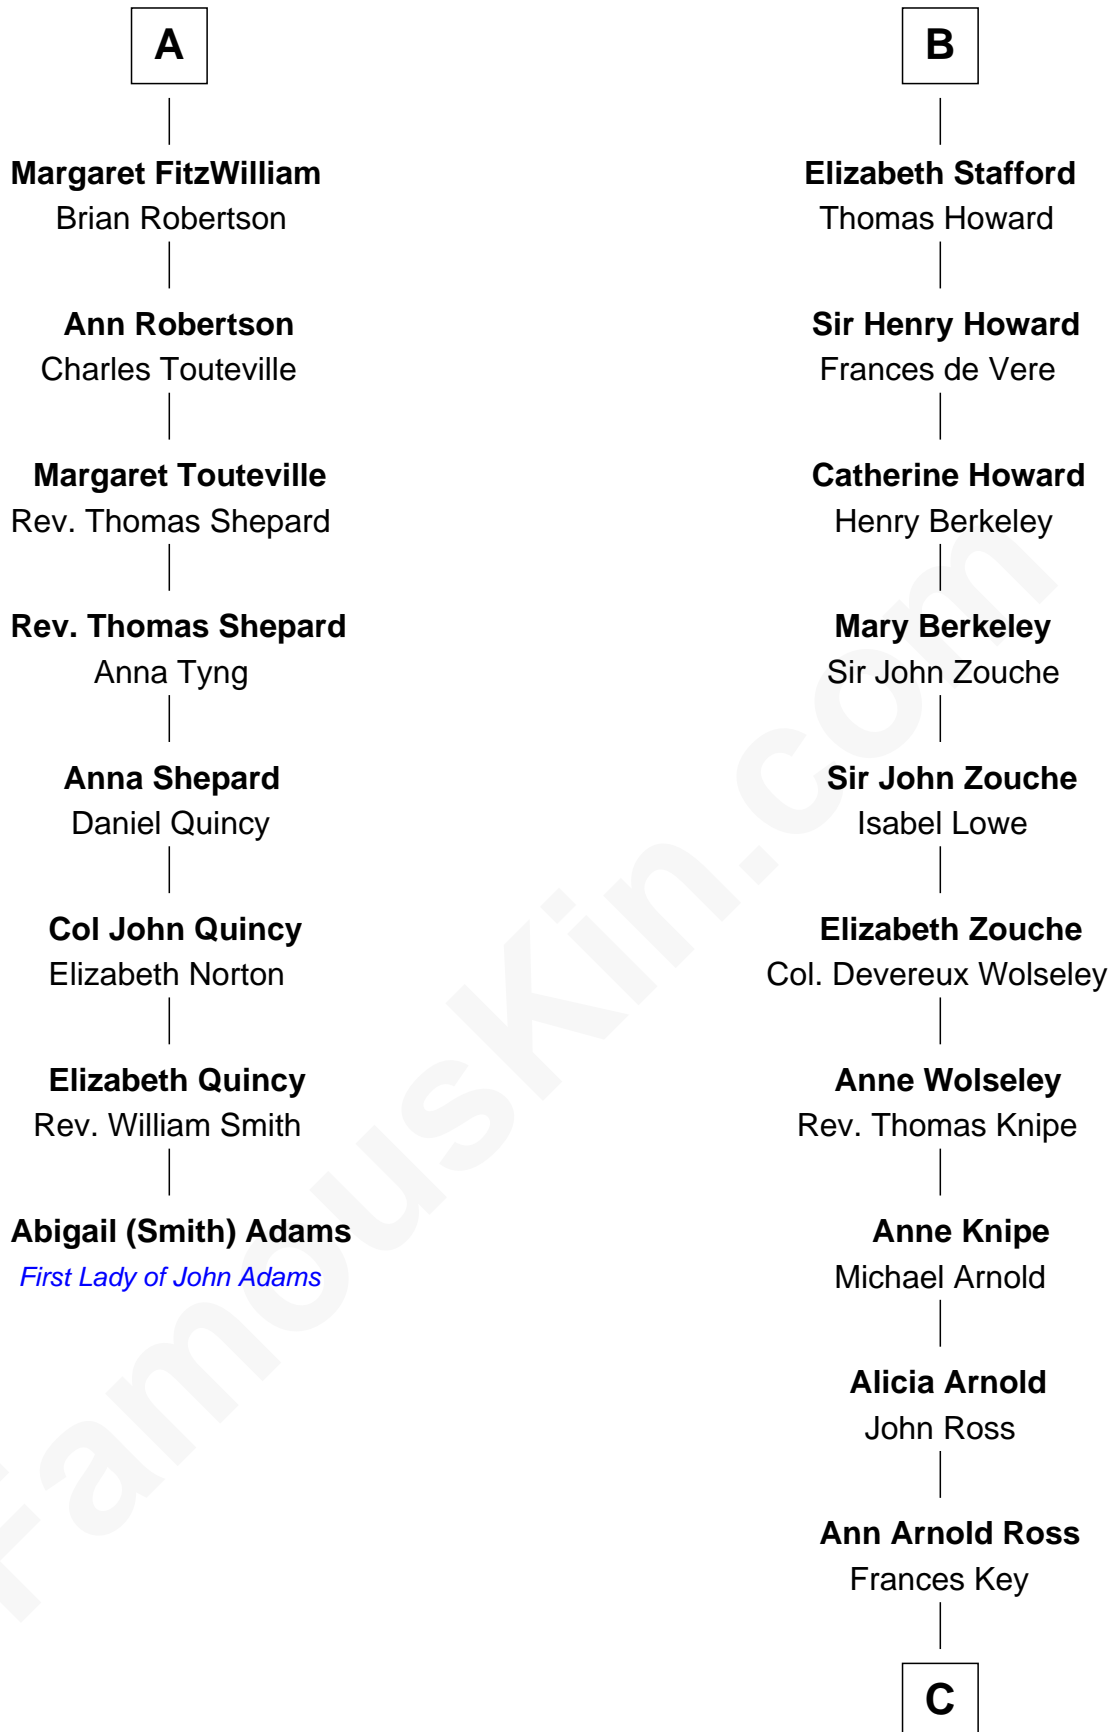 A
Margaret FitzWilliam
Brian Robertson
Ann Robertson
Charles Touteville
Margaret Touteville
Rev. Thomas Shepard
Rev. Thomas Shepard
Anna Tyng
Anna Shepard
Daniel Quincy
Col John Quincy
Elizabeth Norton
Elizabeth Quincy
Rev. William Smith
Abigail (Smith) Adams
First Lady of John Adams
B
Elizabeth Stafford
Thomas Howard
Sir Henry Howard
Frances de Vere
Catherine Howard
Henry Berkeley
Mary Berkeley
Sir John Zouche
Sir John Zouche
Isabel Lowe
Elizabeth Zouche
Col. Devereux Wolseley
Anne Wolseley
Rev. Thomas Knipe
Anne Knipe
Michael Arnold
Alicia Arnold
John Ross
Ann Arnold Ross
Frances Key
C
FamousKin.com